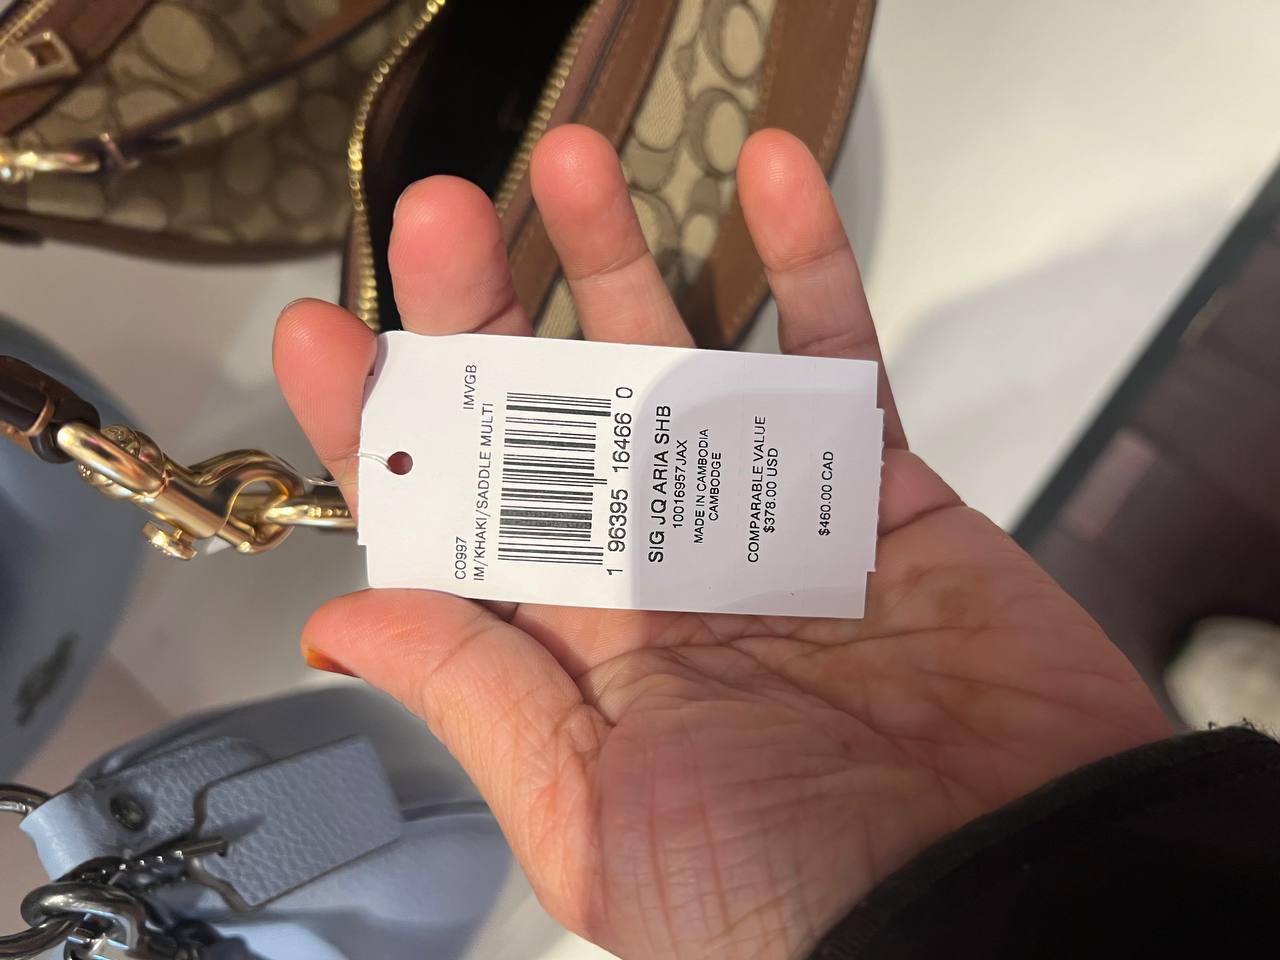 CO997 IMVGB
IM/KHAKI/SADDLE MULTI
1 96395 16466 0
SIG JQ ARIA SHB
10016957JAX
MADE IN CAMBODIA
CAMBODGE
COMPARABLE VALUE
$378.00 USD
$460.00 CAD